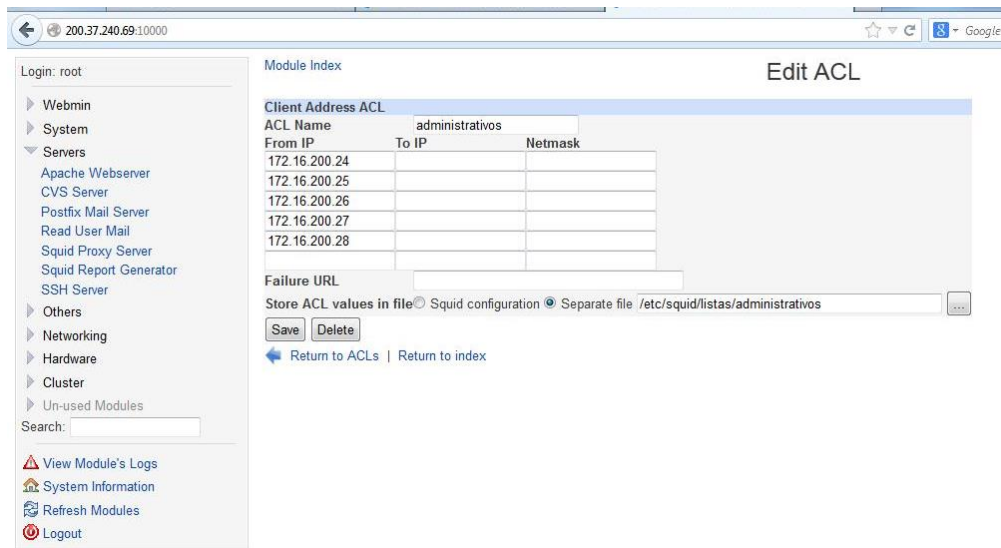 200.37.240.69:10000
Google
Login: root
Webmin
System
Servers
Apache Webserver
CVS Server
Postfix Mail Server
Read User Mail
Squid Proxy Server
Squid Report Generator
SSH Server
Others
Networking
Hardware
Cluster
Un-used Modules
Search:
View Module's Logs
System Information
Refresh Modules
Logout
Module Index
Edit ACL
Client Address ACL
ACL Name administrativos
From IP To IP Netmask
172.16.200.24
172.16.200.25
172.16.200.26
172.16.200.27
172.16.200.28
Failure URL
Store ACL values in file Squid configuration Separate file /etc/squid/listas/administrativos ...
Save Delete
Return to ACLs | Return to index